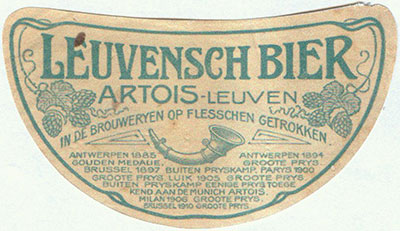 LEUVENSCH BIER
ARTOIS-LEUVEN
IN DE BROUWERYEN OP FLESSCHEN GETROKKEN
ANTWERPEN 1885 ANTWERPEN 1894
GOUDEN MEDALIE. GROOTE PRYS.
BRUSSEL 1897 BUITEN PRYSKAMP. PARYS 1900
GROOTE PRYS. LUIK 1905 GROOTE PRYS.
BUITEN PRYSKAMP EENIGE PRYS TOEGE
KEND AAN DE MUNICH ARTOIS.
MILAN 1906 GROOTE PRYS.
BRUSSEL 1910 GROOTE PRYS.